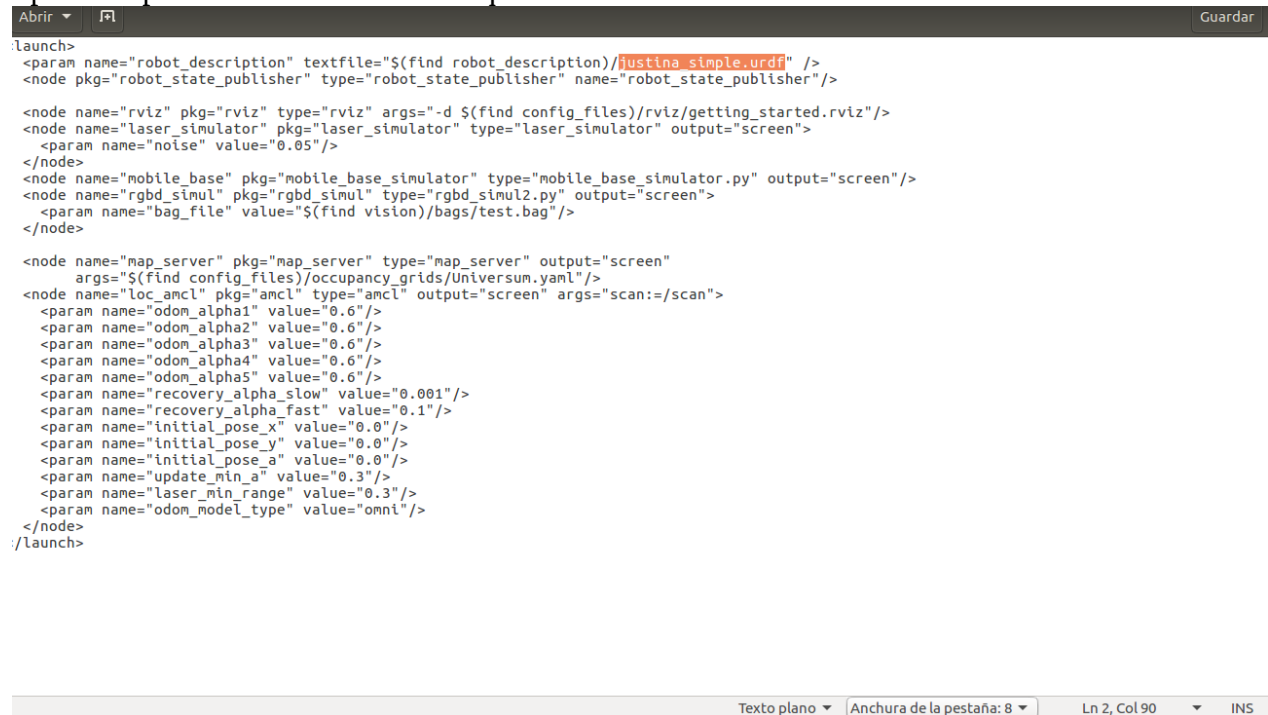 Abrir
Guardar
launch>
<param name="robot_description" textfile="$(find robot_description)/justina_simple.urdf" />
<node pkg="robot_state_publisher" type="robot_state_publisher" name="robot_state_publisher"/>
<node name="rviz" pkg="rviz" type="rviz" args="-d $(find config_files)/rviz/getting_started.rviz"/>
<node name="laser_simulator" pkg="laser_simulator" type="laser_simulator" output="screen">
<param name="noise" value="0.05"/>
</node>
<node name="mobile_base" pkg="mobile_base_simulator" type="mobile_base_simulator.py" output="screen"/>
<node name="rgbd_simul" pkg="rgbd_simul" type="rgbd_simul2.py" output="screen">
<param name="bag_file" value="$(find vision)/bags/test.bag"/>
</node>
<node name="map_server" pkg="map_server" type="map_server" output="screen"
args="$(find config_files)/occupancy_grids/Universum.yaml"/>
<node name="loc_amcl" pkg="amcl" type="amcl" output="screen" args="scan:=/scan">
<param name="odom_alpha1" value="0.6"/>
<param name="odom_alpha2" value="0.6"/>
<param name="odom_alpha3" value="0.6"/>
<param name="odom_alpha4" value="0.6"/>
<param name="odom_alpha5" value="0.6"/>
<param name="recovery_alpha_slow" value="0.001"/>
<param name="recovery_alpha_fast" value="0.1"/>
<param name="initial_pose_x" value="0.0"/>
<param name="initial_pose_y" value="0.0"/>
<param name="initial_pose_a" value="0.0"/>
<param name="update_min_a" value="0.3"/>
<param name="laser_min_range" value="0.3"/>
<param name="odom_model_type" value="omni"/>
</node>
/launch>
Texto plano
Anchura de la pestaña: 8
Ln 2, Col 90
INS